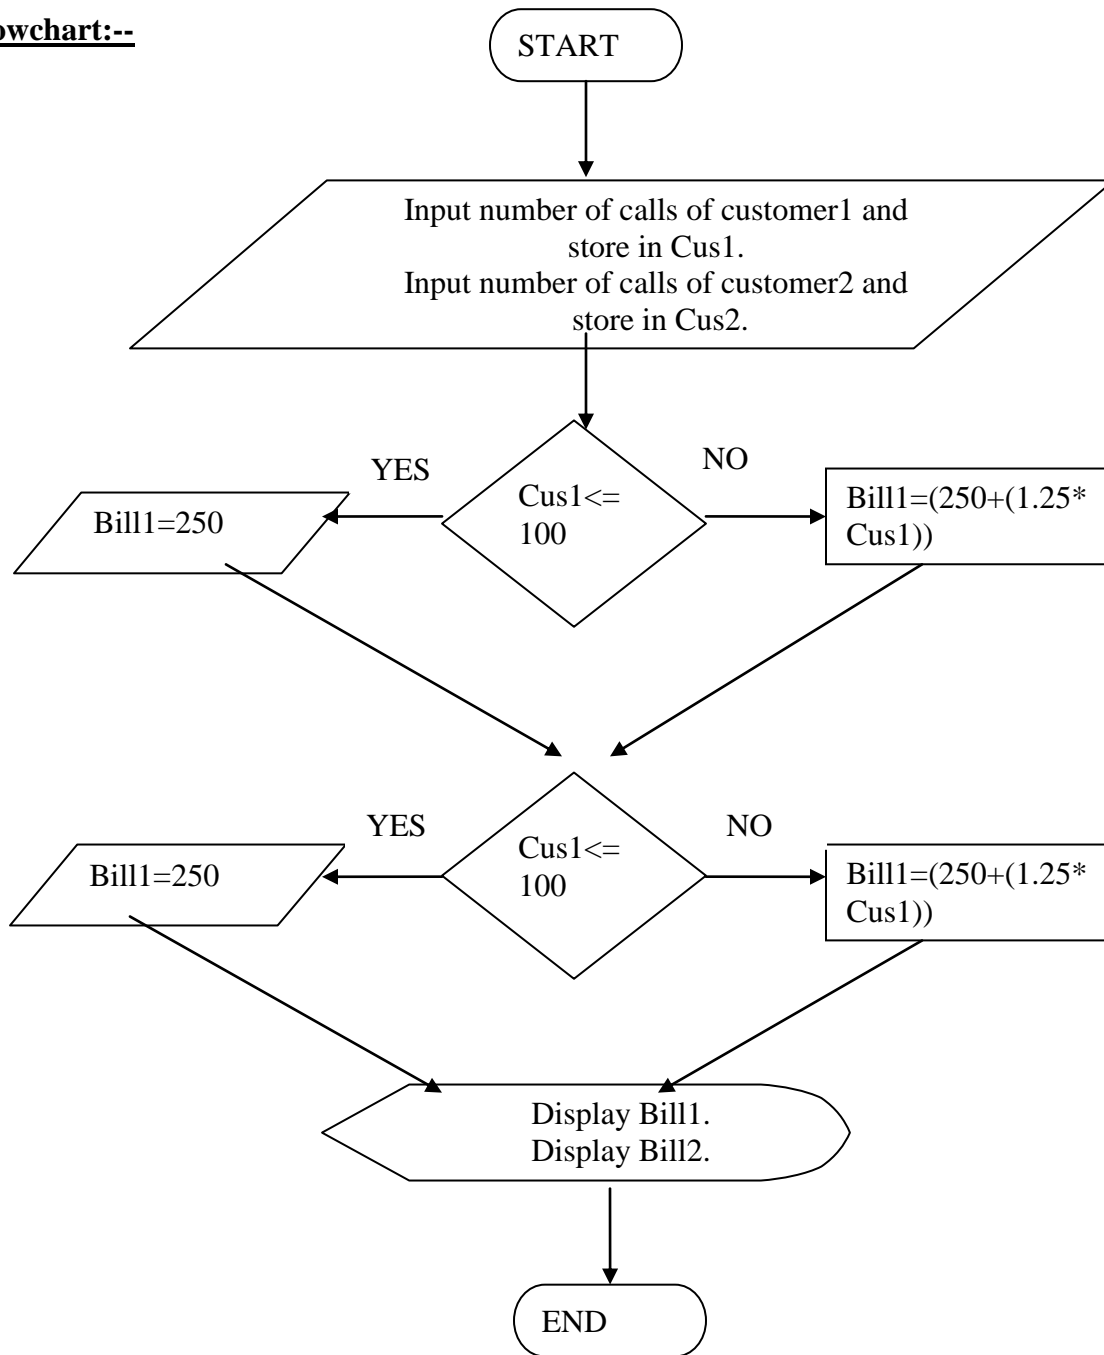 owchart:--
START
Input number of calls of customer1 and
store in Cus1.
Input number of calls of customer2 and
store in Cus2.
YES
NO
Bill1=250
Cus1<=
100
Bill1=(250+(1.25*
Cus1))
YES
NO
Bill1=250
Cus1<=
100
Bill1=(250+(1.25*
Cus1))
Display Bill1.
Display Bill2.
END